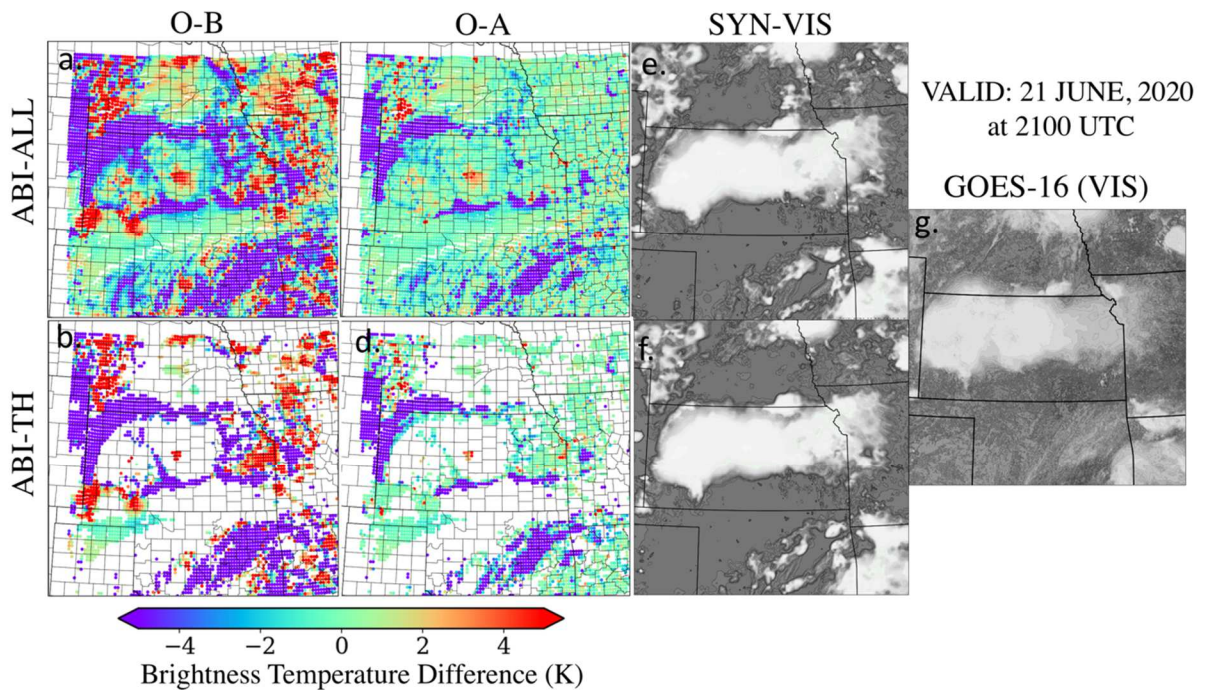 O-B
O-A
SYN-VIS
ABI-ALL
a.
e.
VALID: 21 JUNE, 2020
at 2100 UTC
GOES-16 (VIS)
g.
ABI-TH
b.
d.
f.
−4 −2 0 2 4
Brightness Temperature Difference (K)